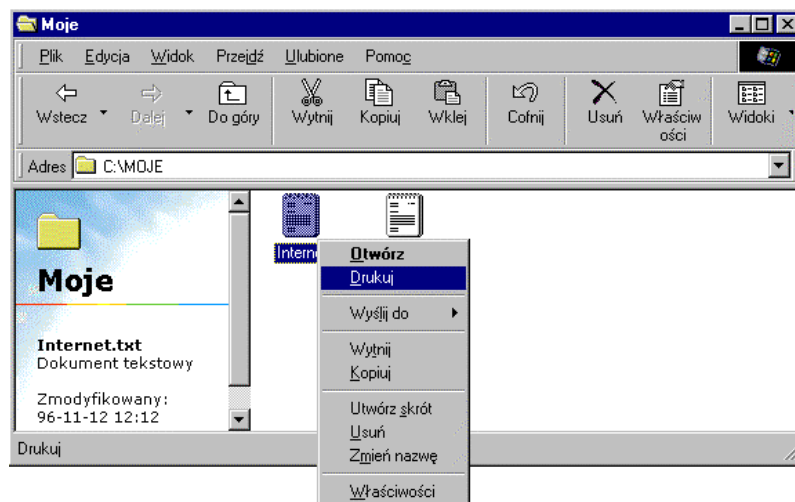 Moje
Plik Edycja Widok Przejdź Ulubione Pomoc
Wstecz Dalej Do góry Wytnij Kopiuj Wklej Cofnij Usuń Właściw ości Widoki
Adres C:\MOJE
Intern
Moje
Internet.txt
Dokument tekstowy
Zmodyfikowany:
96-11-12 12:12
Otwórz
Drukuj
Wyślij do
Wytnij
Kopiuj
Utwórz skrót
Usuń
Zmień nazwę
Właściwości
Drukuj